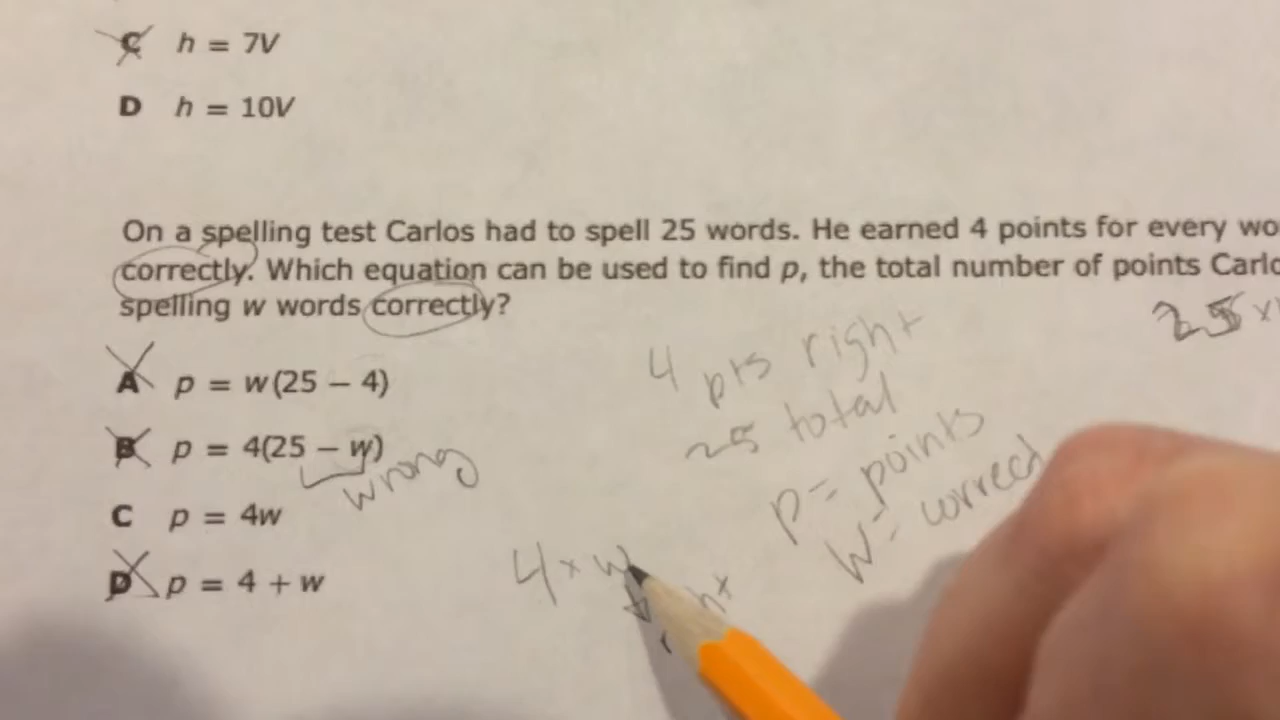 C h = 7V
D h = 10V
On a spelling test Carlos had to spell 25 words. He earned 4 points for every
correctly. Which equation can be used to find p, the total number of points
spelling w words correctly?
25 ×
A p = w(25 – 4)
4 pts right
B p = 4(25 – w)
wrong
25 total
p = points
w = correct
C p = 4w
4 × w
D p = 4 + w